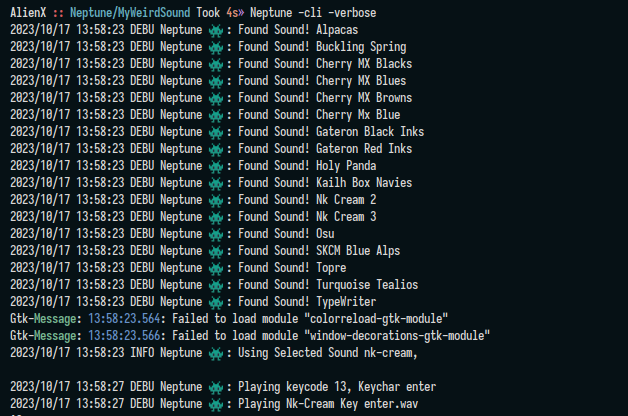 AlienX :: Neptune/MyWeirdSound Took 4s» Neptune -cli -verbose
2023/10/17 13:58:23 DEBU Neptune 👾: Found Sound! Alpacas
2023/10/17 13:58:23 DEBU Neptune 👾: Found Sound! Buckling Spring
2023/10/17 13:58:23 DEBU Neptune 👾: Found Sound! Cherry MX Blacks
2023/10/17 13:58:23 DEBU Neptune 👾: Found Sound! Cherry MX Blues
2023/10/17 13:58:23 DEBU Neptune 👾: Found Sound! Cherry MX Browns
2023/10/17 13:58:23 DEBU Neptune 👾: Found Sound! Cherry Mx Blue
2023/10/17 13:58:23 DEBU Neptune 👾: Found Sound! Gateron Black Inks
2023/10/17 13:58:23 DEBU Neptune 👾: Found Sound! Gateron Red Inks
2023/10/17 13:58:23 DEBU Neptune 👾: Found Sound! Holy Panda
2023/10/17 13:58:23 DEBU Neptune 👾: Found Sound! Kailh Box Navies
2023/10/17 13:58:23 DEBU Neptune 👾: Found Sound! Nk Cream 2
2023/10/17 13:58:23 DEBU Neptune 👾: Found Sound! Nk Cream 3
2023/10/17 13:58:23 DEBU Neptune 👾: Found Sound! Osu
2023/10/17 13:58:23 DEBU Neptune 👾: Found Sound! SKCM Blue Alps
2023/10/17 13:58:23 DEBU Neptune 👾: Found Sound! Topre
2023/10/17 13:58:23 DEBU Neptune 👾: Found Sound! Turquoise Tealios
2023/10/17 13:58:23 DEBU Neptune 👾: Found Sound! TypeWriter
Gtk-Message: 13:58:23.564: Failed to load module "colorreload-gtk-module"
Gtk-Message: 13:58:23.566: Failed to load module "window-decorations-gtk-module"
2023/10/17 13:58:23 INFO Neptune 👾: Using Selected Sound nk-cream,
2023/10/17 13:58:27 DEBU Neptune 👾: Playing keycode 13, Keychar enter
2023/10/17 13:58:27 DEBU Neptune 👾: Playing Nk-Cream Key enter.wav